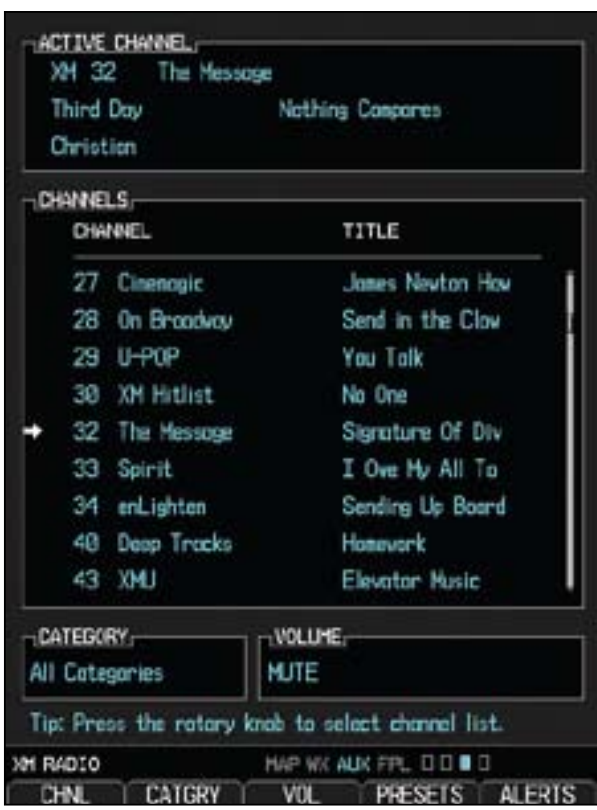 ACTIVE CHANNEL
XM 32 The Message
Third Day Nothing Compares
Christian
CHANNELS
CHANNEL TITLE
27 Cinemagic James Newton How
28 On Broadway Send in the Clow
29 U-POP You Talk
30 XM Hitlist No One
32 The Message Signature Of Div
33 Spirit I Owe My All To
34 enLighten Sending Up Board
40 Deep Tracks Homework
43 XMU Elevator Music
CATEGORY VOLUME
All Categories MUTE
Tip: Press the rotary knob to select channel list.
XM RADIO MAP WX AUX FPL
CHNL CATGRY VOL PRESETS ALERTS